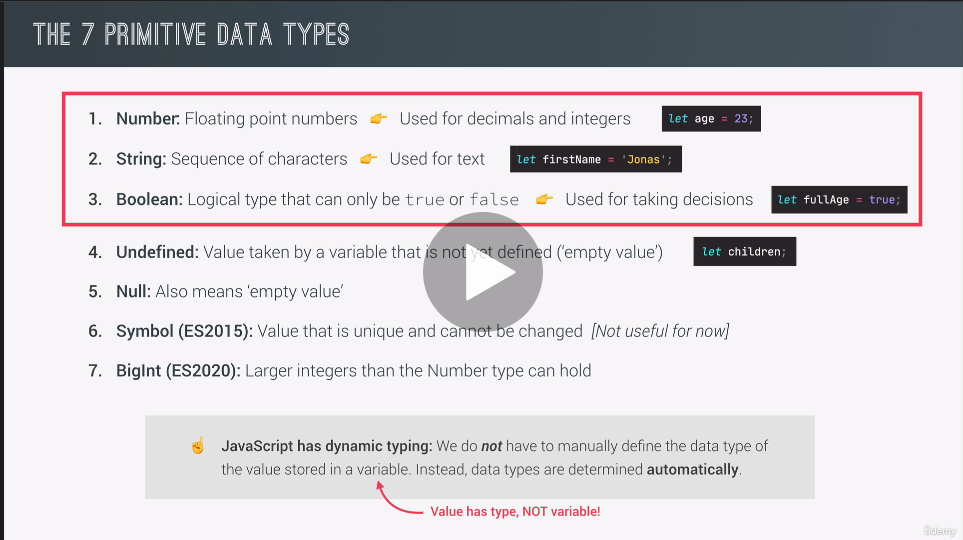 THE 7 PRIMITIVE DATA TYPES
1. Number: Floating point numbers 👉 Used for decimals and integers let age = 23;
2. String: Sequence of characters 👉 Used for text let firstName = 'Jonas';
3. Boolean: Logical type that can only be true or false 👉 Used for taking decisions let fullAge = true;
4. Undefined: Value taken by a variable that is not yet defined (‘empty value’) let children;
5. Null: Also means ‘empty value’
6. Symbol (ES2015): Value that is unique and cannot be changed [Not useful for now]
7. BigInt (ES2020): Larger integers than the Number type can hold
☝️ JavaScript has dynamic typing: We do not have to manually define the data type of
the value stored in a variable. Instead, data types are determined automatically.
Value has type, NOT variable!
Udemy